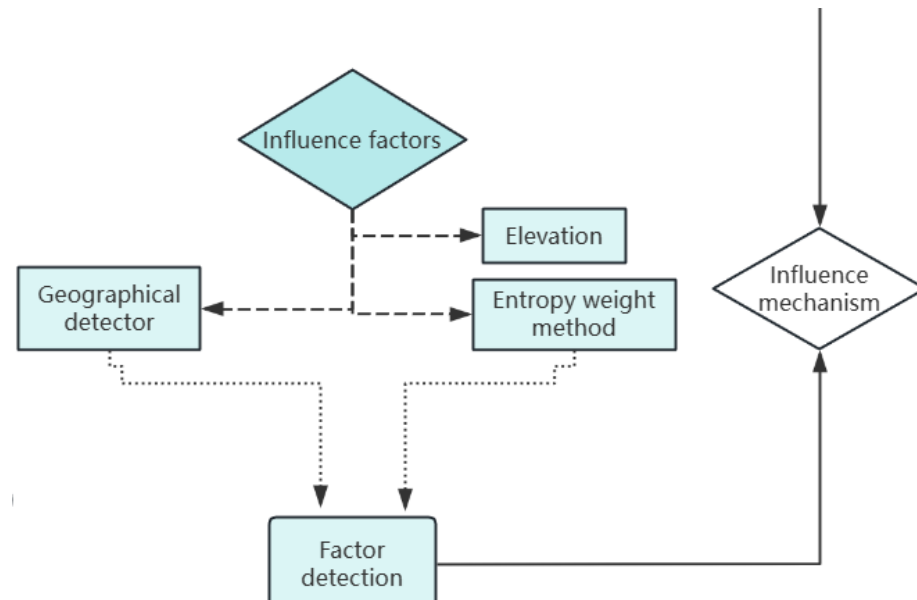 Influence factors
Elevation
Geographical
detector
Entropy weight
method
Influence
mechanism
Factor
detection